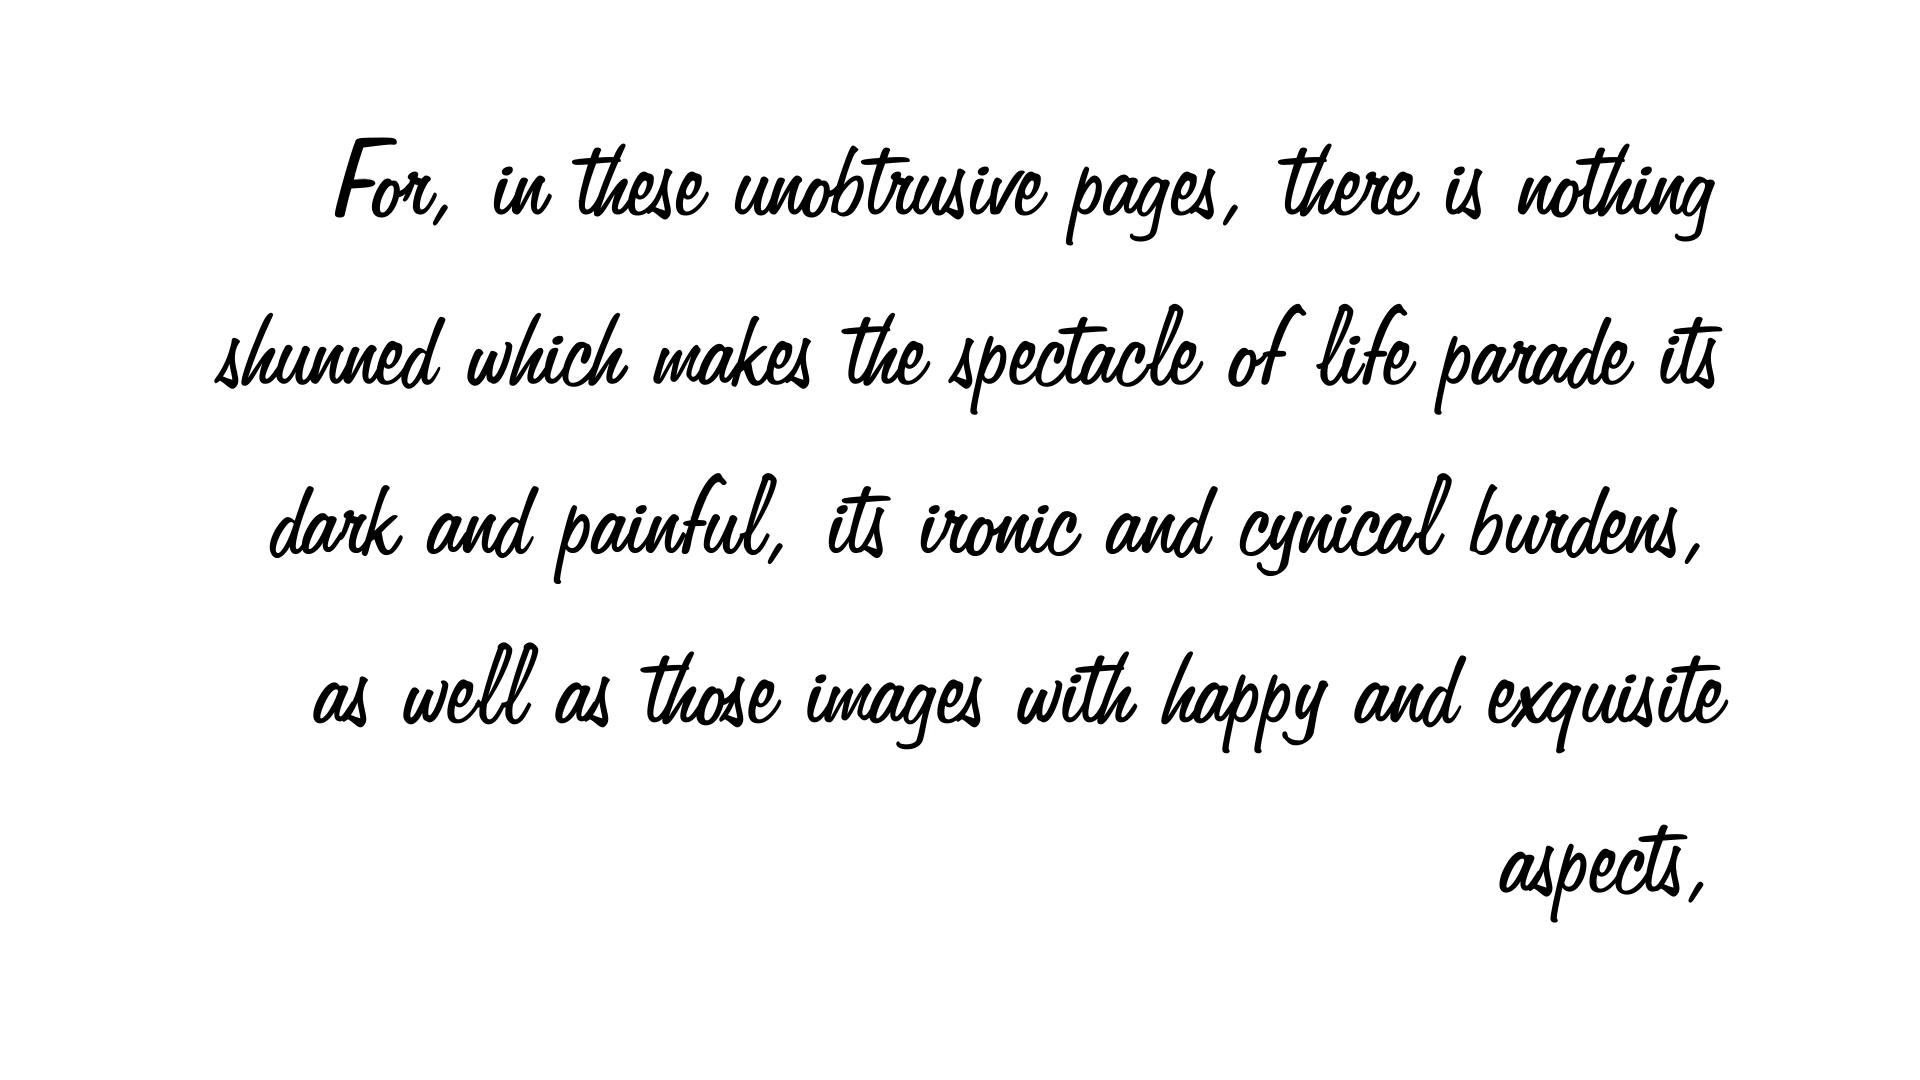 For, in these unobtrusive pages, there is nothing
shunned which makes the spectacle of life parade its
dark and painful, its ironic and cynical burdens,
as well as those images with happy and exquisite
aspects,